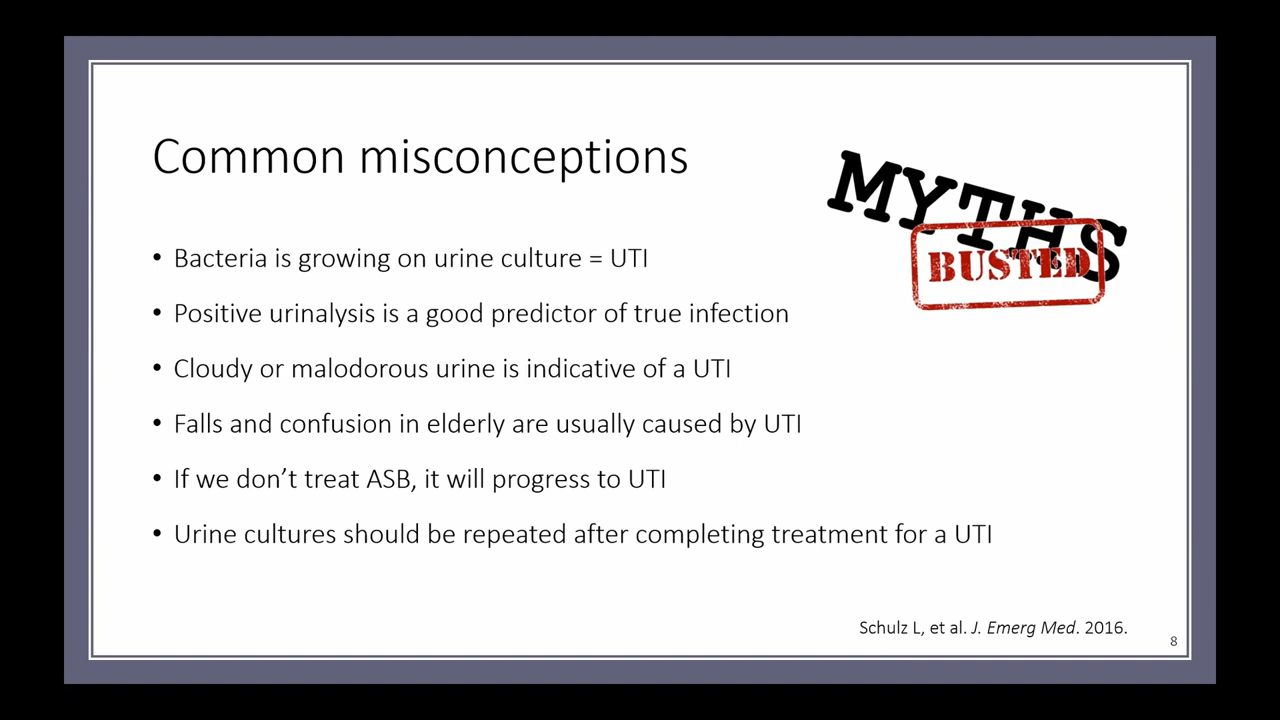 Common misconceptions
MYTHS
BUSTED
• Bacteria is growing on urine culture = UTI
• Positive urinalysis is a good predictor of true infection
• Cloudy or malodorous urine is indicative of a UTI
• Falls and confusion in elderly are usually caused by UTI
• If we don’t treat ASB, it will progress to UTI
• Urine cultures should be repeated after completing treatment for a UTI
Schulz L, et al. J. Emerg Med. 2016.
8